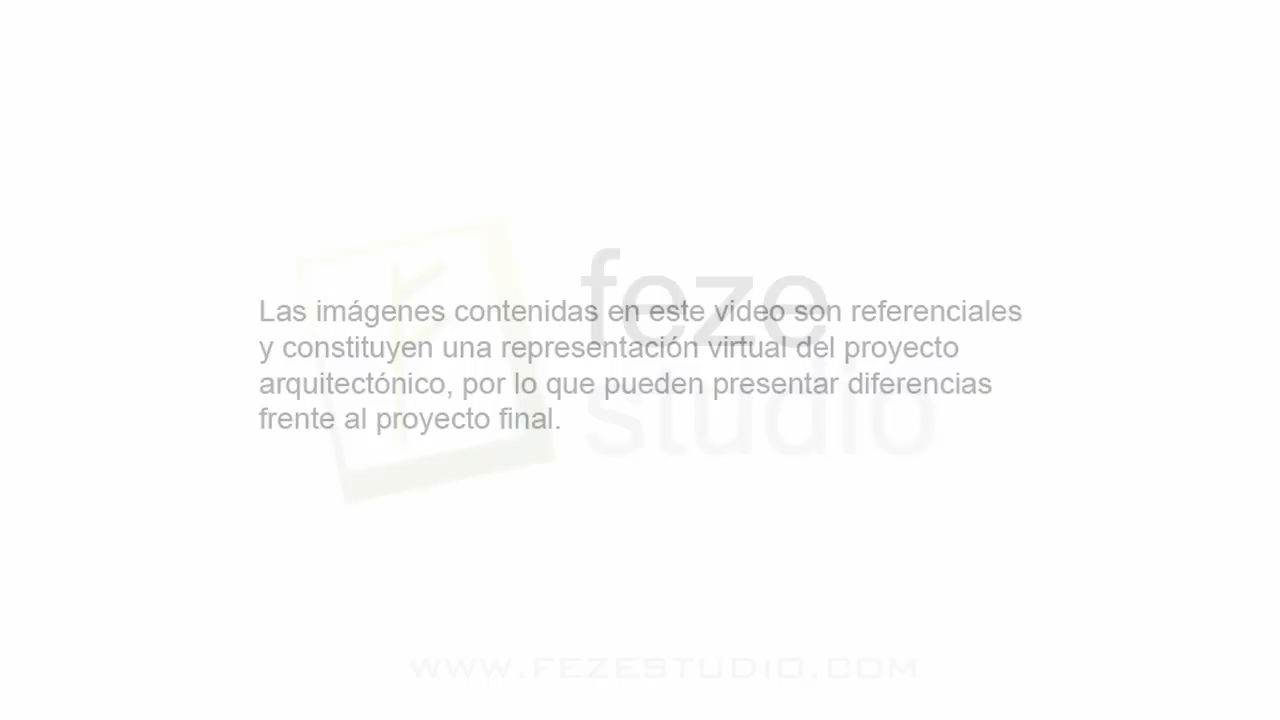 feze
studio
Las imágenes contenidas en este video son referenciales
y constituyen una representación virtual del proyecto
arquitectónico, por lo que pueden presentar diferencias
frente al proyecto final.
WWW.FEZESTUDIO.COM